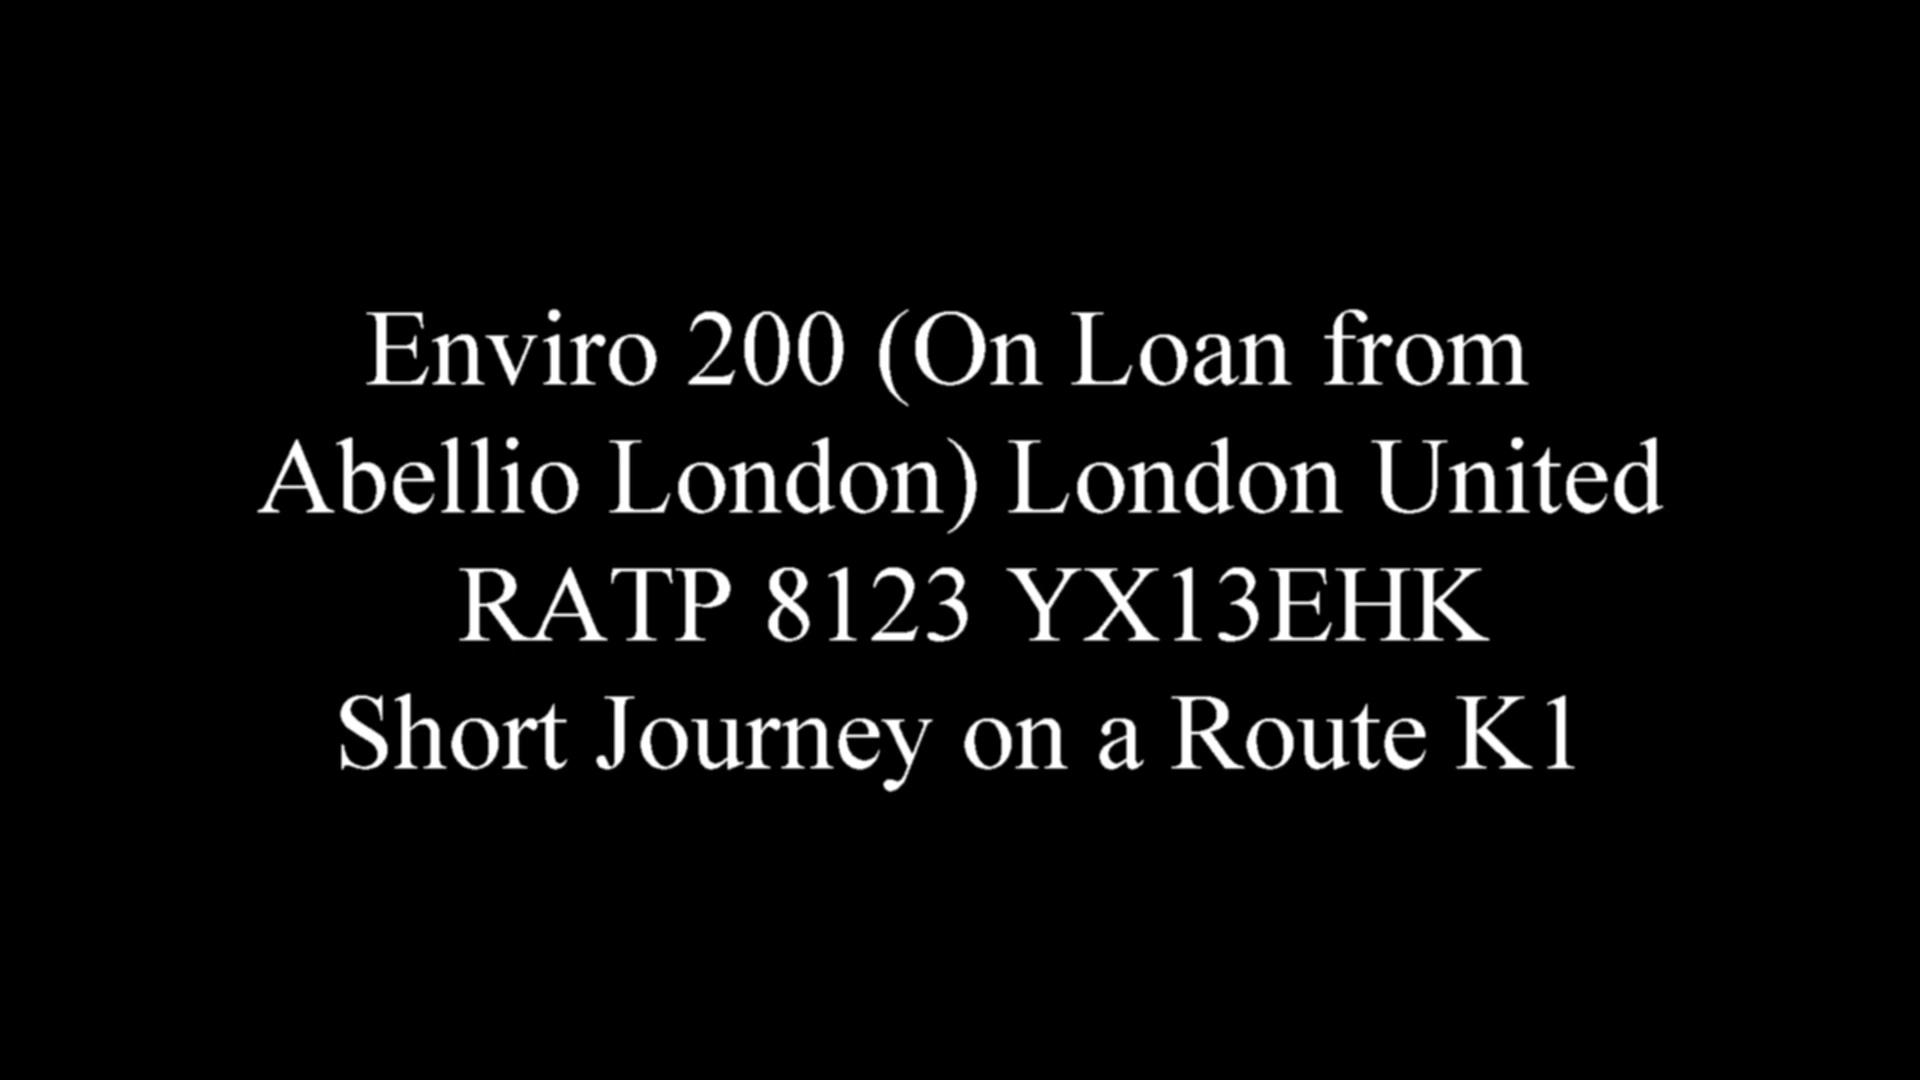 Enviro 200 (On Loan from
Abellio London) London United
RATP 8123 YX13EHK
Short Journey on a Route K1